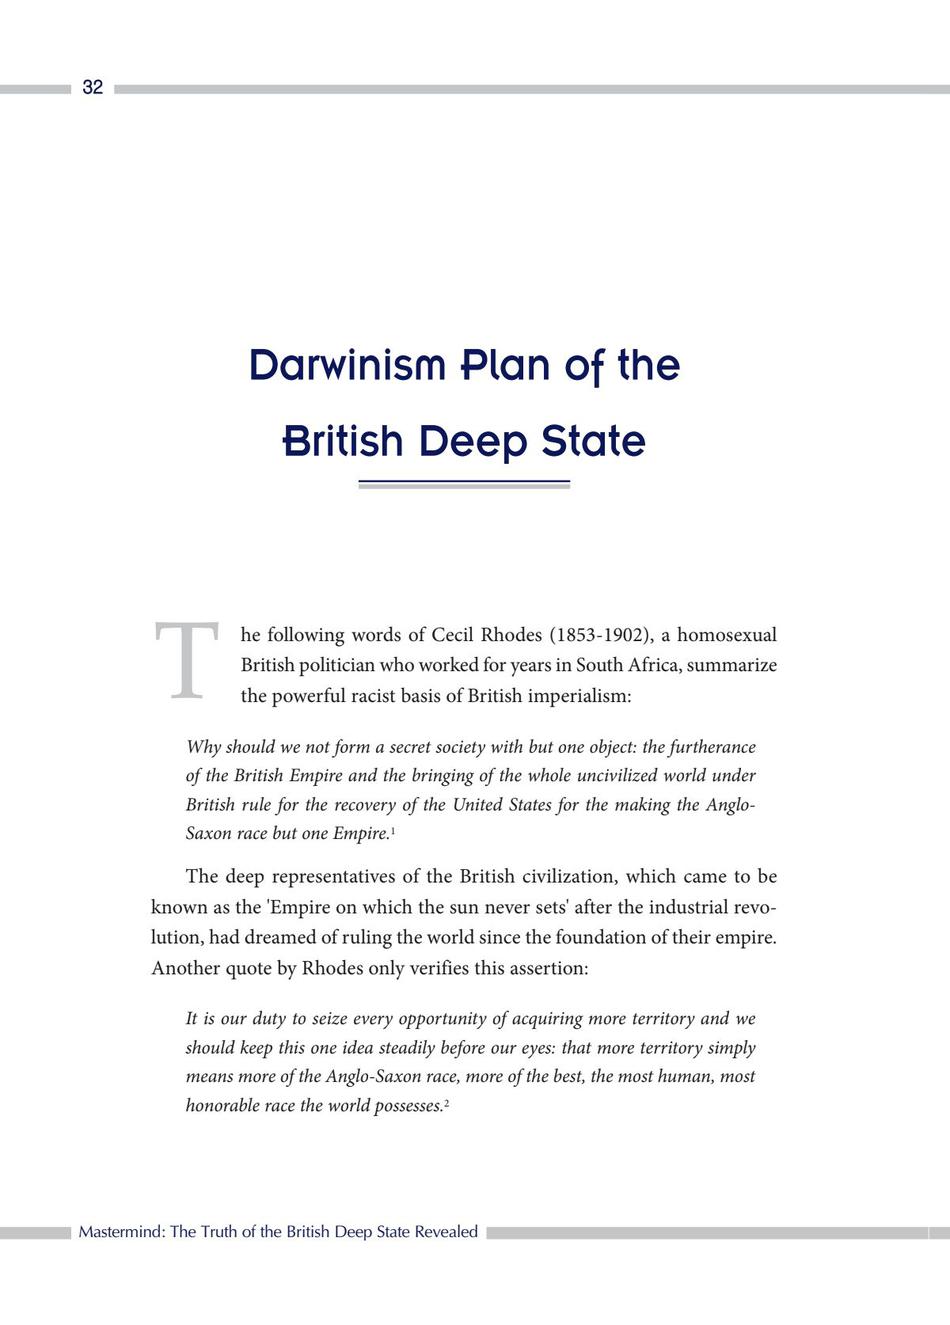 32
Darwinism Plan of the
British Deep State
The following words of Cecil Rhodes (1853-1902), a homosexual
British politician who worked for years in South Africa, summarize
the powerful racist basis of British imperialism:
Why should we not form a secret society with but one object: the furtherance
of the British Empire and the bringing of the whole uncivilized world under
British rule for the recovery of the United States for the making the Anglo-
Saxon race but one Empire.1
The deep representatives of the British civilization, which came to be
known as the 'Empire on which the sun never sets' after the industrial revo-
lution, had dreamed of ruling the world since the foundation of their empire.
Another quote by Rhodes only verifies this assertion:
It is our duty to seize every opportunity of acquiring more territory and we
should keep this one idea steadily before our eyes: that more territory simply
means more of the Anglo-Saxon race, more of the best, the most human, most
honorable race the world possesses.2
Mastermind: The Truth of the British Deep State Revealed